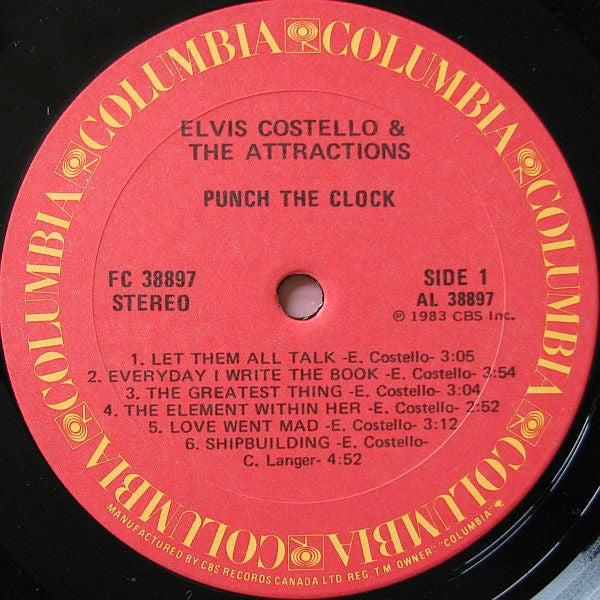 COLUMBIA COLUMBIA COLUMBIA COLUMBIA COLUMBIA COLUMBIA
ELVIS COSTELLO &
THE ATTRACTIONS
PUNCH THE CLOCK
FC 38897
STEREO
SIDE 1
AL 38897
℗ 1983 CBS Inc.
1. LET THEM ALL TALK -E. Costello- 3:05
2. EVERYDAY I WRITE THE BOOK -E. Costello- 3:54
3. THE GREATEST THING -E. Costello- 3:04
4. THE ELEMENT WITHIN HER -E. Costello- 2:52
5. LOVE WENT MAD -E. Costello- 3:12
6. SHIPBUILDING -E. Costello-
C. Langer- 4:52
MANUFACTURED BY CBS RECORDS CANADA LTD REG. T.M. OWNER "COLUMBIA"